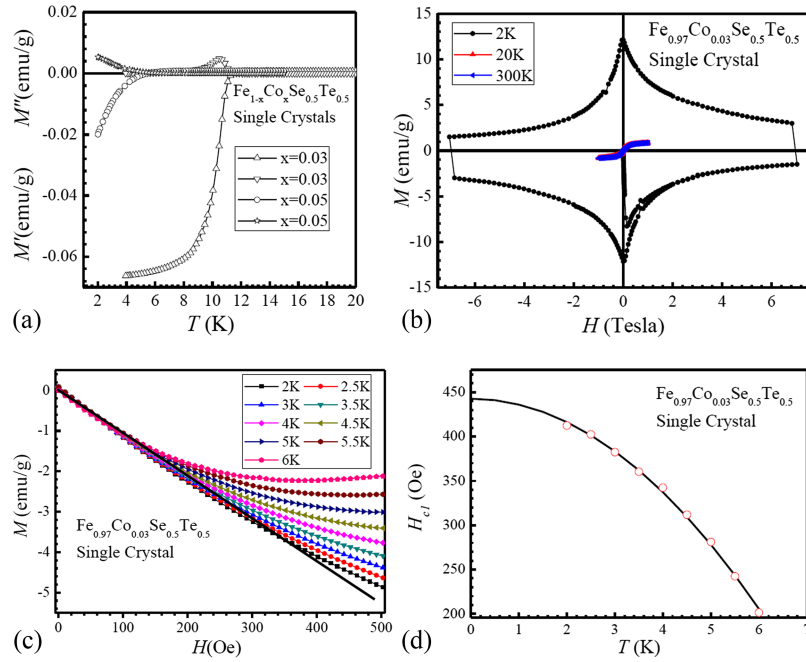 0.00
-0.02
-0.04
-0.06
M'(emu/g) M''(emu/g)
Fe1-xCoxSe0.5Te0.5
Single Crystals
x=0.03
x=0.03
x=0.05
x=0.05
2 4 6 8 10 12 14 16 18 20
T (K)
(a)
15
10
5
0
-5
-10
-15
M (emu/g)
2K
20K
300K
Fe0.97Co0.03Se0.5Te0.5
Single Crystal
-6 -4 -2 0 2 4 6
H (Tesla)
(b)
0
-1
-2
-3
-4
-5
M (emu/g)
2K 2.5K
3K 3.5K
4K 4.5K
5K 5.5K
6K
Fe0.97Co0.03Se0.5Te0.5
Single Crystal
0 100 200 300 400 500
H(Oe)
(c)
450
400
350
300
250
200
Hc1 (Oe)
Fe0.97Co0.03Se0.5Te0.5
Single Crystal
0 1 2 3 4 5 6 7
T (K)
(d)